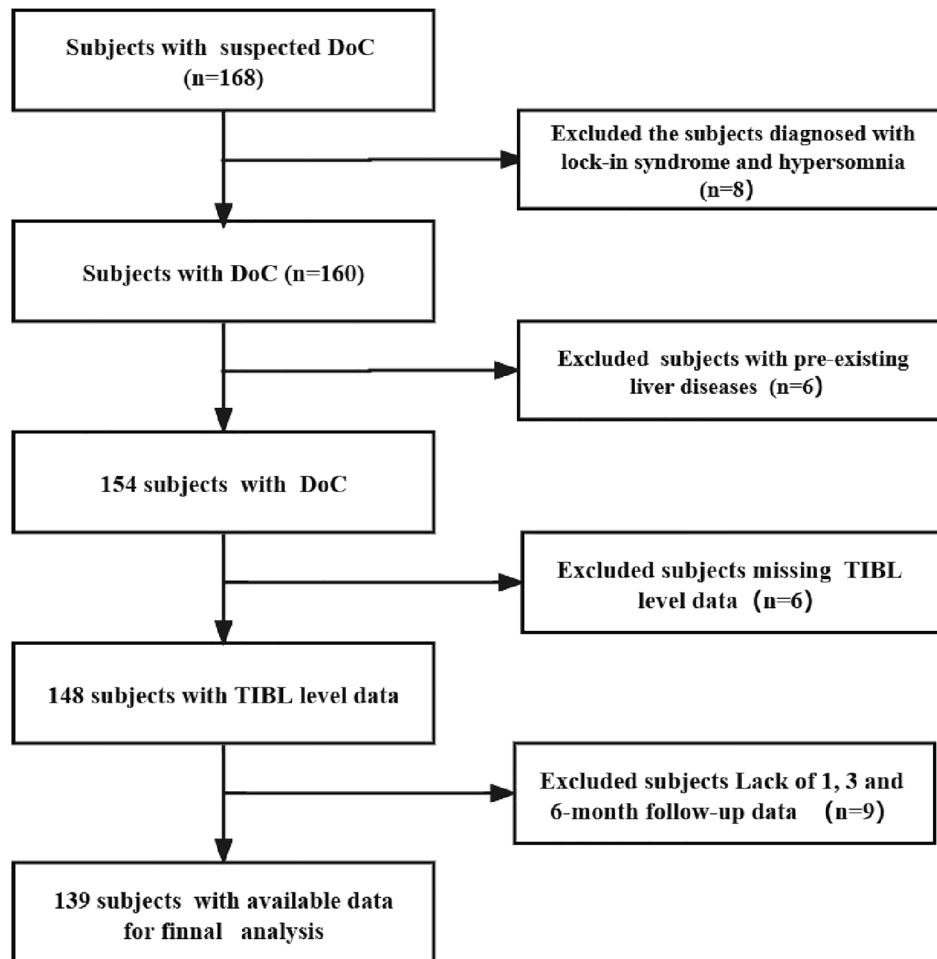 Subjects with suspected DoC
(n=168)
Excluded the subjects diagnosed with
lock-in syndrome and hypersomnia
(n=8)
Subjects with DoC (n=160)
Excluded subjects with pre-existing
liver diseases (n=6)
154 subjects with DoC
Excluded subjects missing TIBL
level data (n=6)
148 subjects with TIBL level data
Excluded subjects Lack of 1, 3 and
6-month follow-up data (n=9)
139 subjects with available data
for finnal analysis